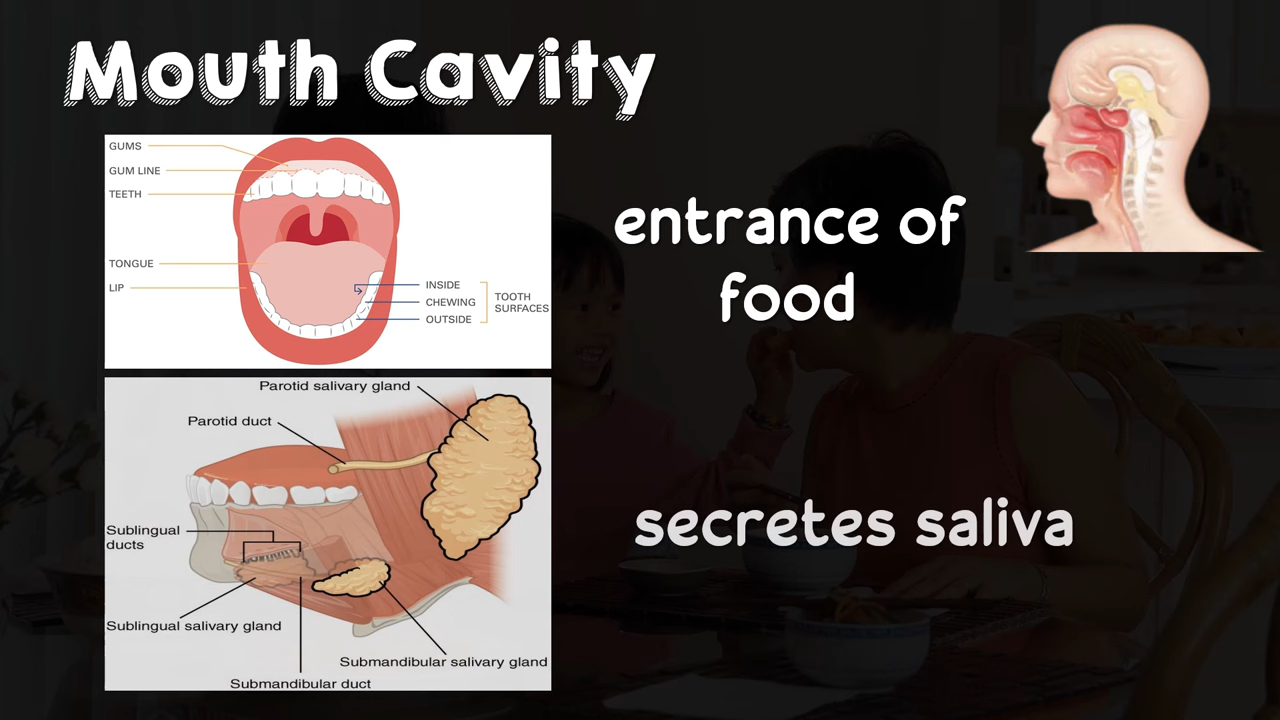 Mouth Cavity
GUMS
GUM LINE
TEETH
TONGUE
LIP
INSIDE
CHEWING
OUTSIDE
TOOTH
SURFACES
entrance of
food
Parotid salivary gland
Parotid duct
Sublingual
ducts
Sublingual salivary gland
Submandibular salivary gland
Submandibular duct
secretes saliva